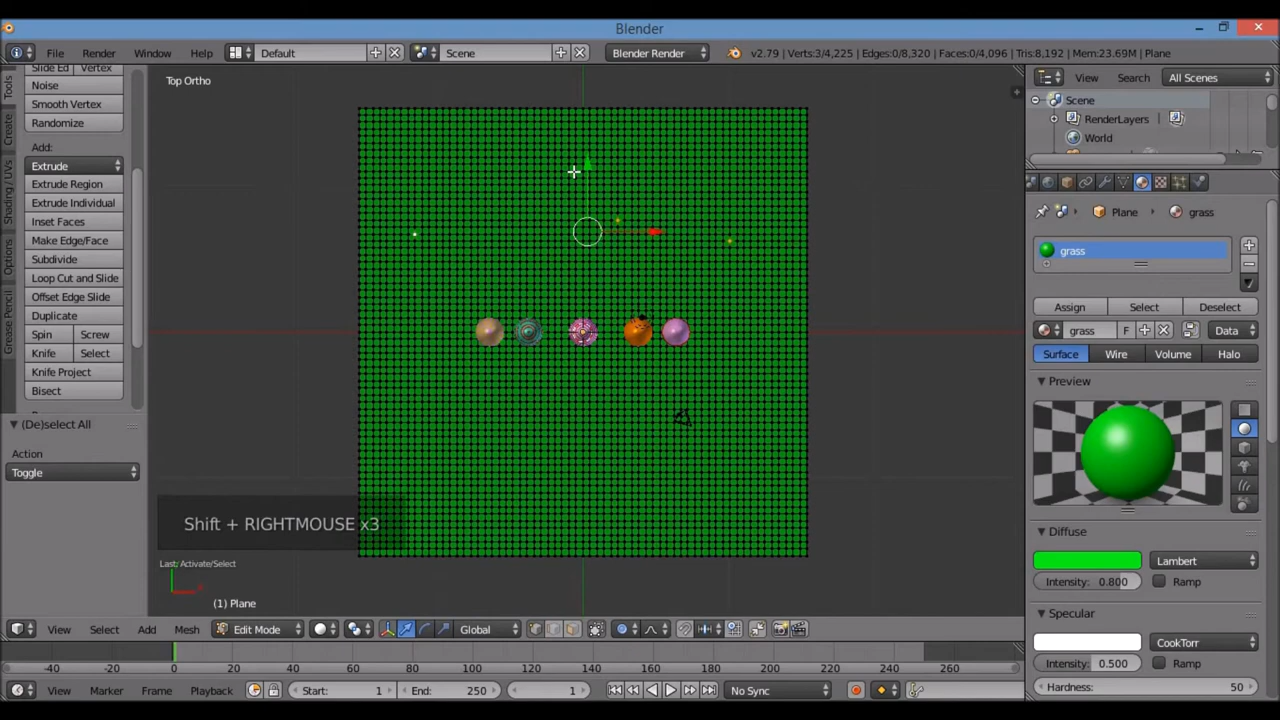 Blender
File Render Window Help Default Scene Blender Render v2.79 | Verts:3/4,225 | Edges:0/8,320 | Faces:0/4,096 | Tris:8,192 | Mem:23.69M | Plane
Slide Ed Vertex
Noise
Smooth Vertex
Randomize
Add:
Extrude
Extrude Region
Extrude Individual
Inset Faces
Make Edge/Face
Subdivide
Loop Cut and Slide
Offset Edge Slide
Duplicate
Spin Screw
Knife Select
Knife Project
Bisect
Tools
Create
Shading / UVs
Options
Grease Pencil
(De)select All
Action
Toggle
Top Ortho
Shift + RIGHTMOUSE x3
Last: Activate/Select
(1) Plane
View Select Add Mesh Edit Mode Global
-40 -20 0 20 40 60 80 100 120 140 160 180 200 220 240 260
View Marker Frame Playback Start: 1 End: 250 1 No Sync
View Search All Scenes
Scene
RenderLayers
World
Plane grass
grass
Assign Select Deselect
grass F Data
Surface Wire Volume Halo
Preview
Diffuse
Lambert
Intensity: 0.800 Ramp
Specular
CookTorr
Intensity: 0.500 Ramp
Hardness: 50